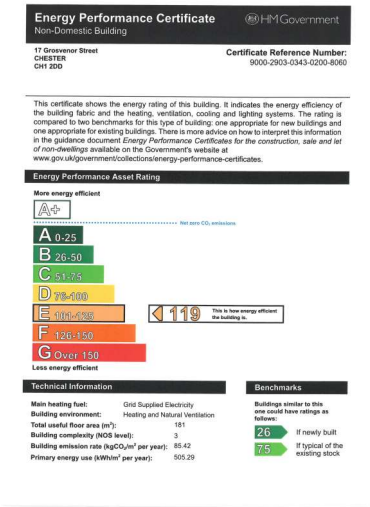 Energy Performance Certificate
HM Government
Non-Domestic Building
17 Grosvenor Street
CHESTER
CH1 2DD
Certificate Reference Number:
9000-2903-0343-0200-8060
This certificate shows the energy rating of this building. It indicates the energy efficiency of
the building fabric and the heating, ventilation, cooling and lighting systems. The rating is
compared to two benchmarks for this type of building: one appropriate for new buildings and
one appropriate for existing buildings. There is more advice on how to interpret this information
in the guidance document Energy Performance Certificates for the construction, sale and let
of non-dwellings available on the Government's website at
www.gov.uk/government/collections/energy-performance-certificates.
Energy Performance Asset Rating
More energy efficient
A+
Net zero CO₂ emissions
A 0-25
B 26-50
C 51-75
D 76-100
E 101-125
119
This is how energy efficient
the building is.
F 126-150
G Over 150
Less energy efficient
Technical Information
Main heating fuel: Grid Supplied Electricity
Building environment: Heating and Natural Ventilation
Total useful floor area (m²): 181
Building complexity (NOS level): 3
Building emission rate (kgCO₂/m² per year): 85.42
Primary energy use (kWh/m² per year): 505.29
Benchmarks
Buildings similar to this
one could have ratings as
follows:
26 If newly built
75 If typical of the
existing stock